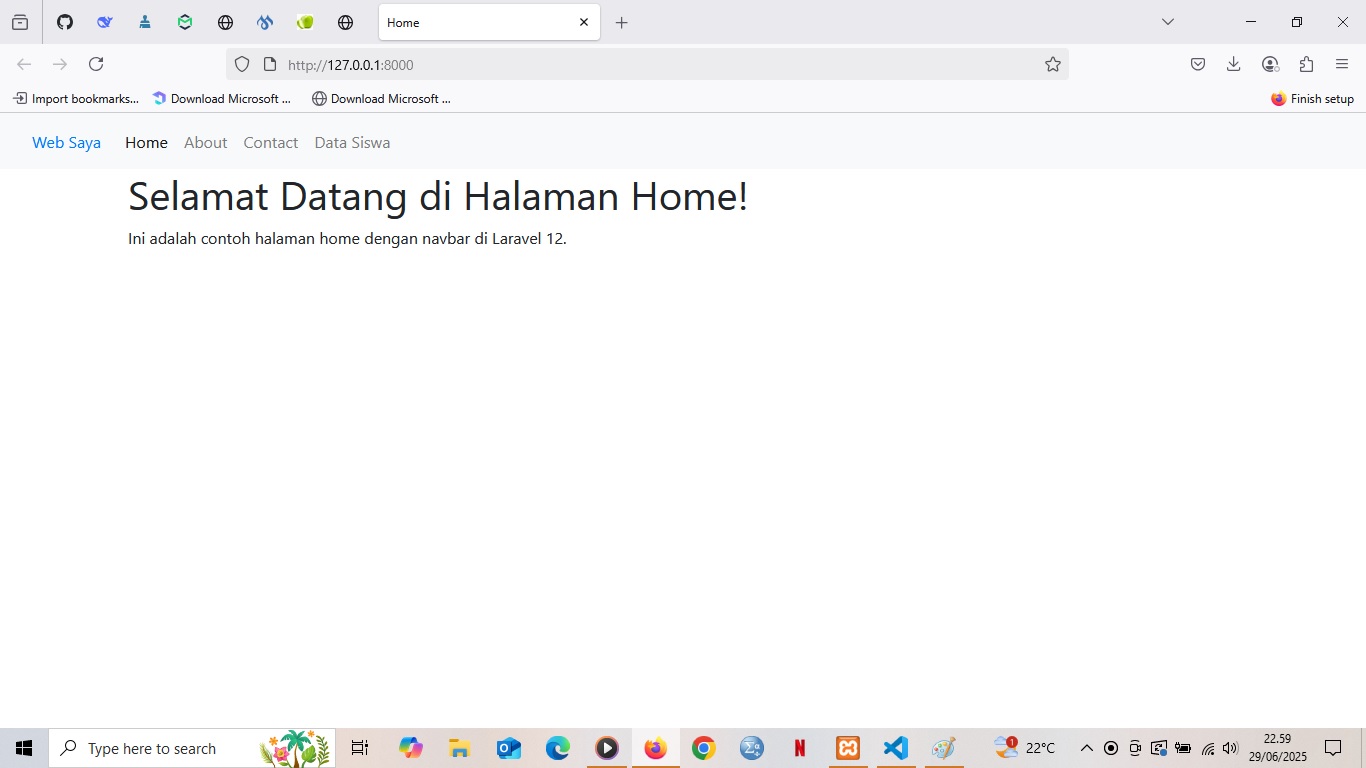 Home
http://127.0.0.1:8000
Import bookmarks...
Download Microsoft ...
Download Microsoft ...
Finish setup
Web Saya Home About Contact Data Siswa
Selamat Datang di Halaman Home!
Ini adalah contoh halaman home dengan navbar di Laravel 12.
Type here to search
N
1
22°C
22.59
29/06/2025